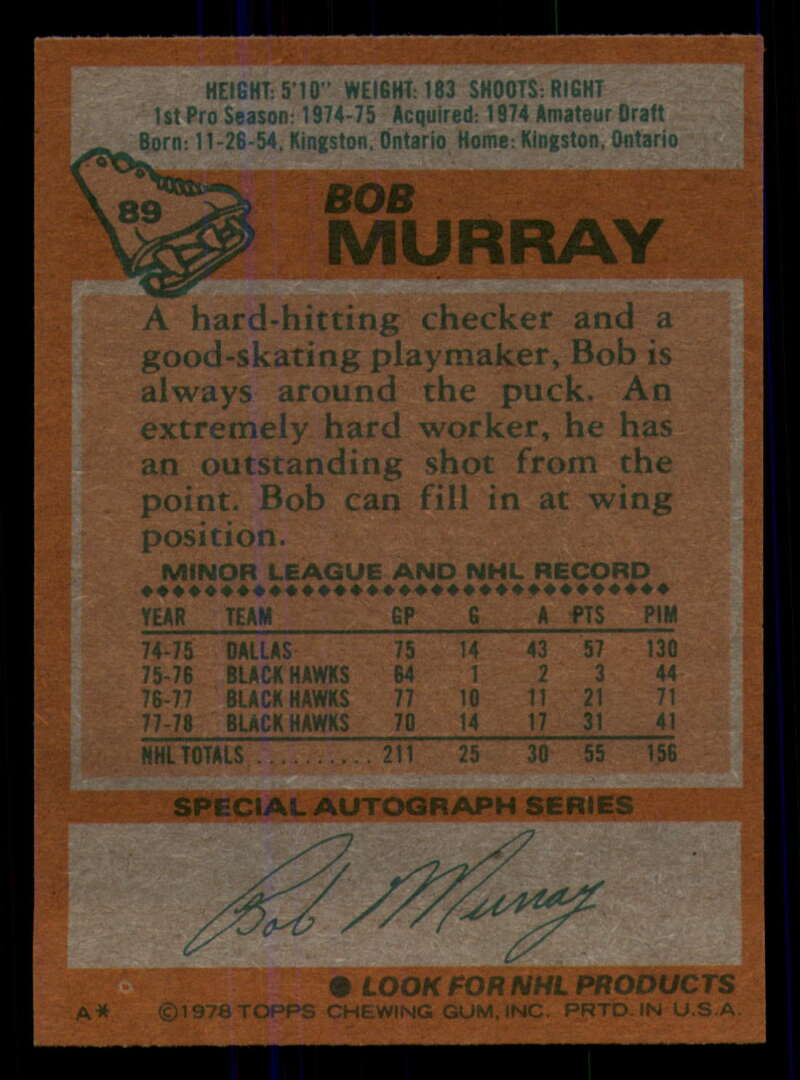 HEIGHT: 5'10" WEIGHT: 183 SHOOTS: RIGHT
1st Pro Season: 1974-75 Acquired: 1974 Amateur Draft
Born: 11-26-54, Kingston, Ontario Home: Kingston, Ontario
89
BOB
MURRAY
A hard-hitting checker and a
good-skating playmaker, Bob is
always around the puck. An
extremely hard worker, he has
an outstanding shot from the
point. Bob can fill in at wing
position.
MINOR LEAGUE AND NHL RECORD
YEAR TEAM GP G A PTS PIM
74-75 DALLAS 75 14 43 57 130
75-76 BLACK HAWKS 64 1 2 3 44
76-77 BLACK HAWKS 77 10 11 21 71
77-78 BLACK HAWKS 70 14 17 31 41
NHL TOTALS .......... 211 25 30 55 156
SPECIAL AUTOGRAPH SERIES
Bob Murray
LOOK FOR NHL PRODUCTS
A* ©1978 TOPPS CHEWING GUM, INC. PRTD. IN U.S.A.